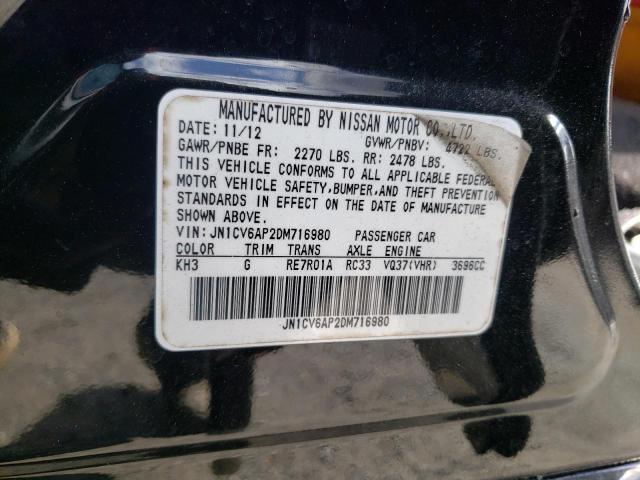 MANUFACTURED BY NISSAN MOTOR CO.,LTD.
DATE: 11/12 GVWR/PNBV: 4722 LBS.
GAWR/PNBE FR: 2270 LBS. RR: 2478 LBS.
THIS VEHICLE CONFORMS TO ALL APPLICABLE FEDERAL
MOTOR VEHICLE SAFETY,BUMPER,AND THEFT PREVENTION
STANDARDS IN EFFECT ON THE DATE OF MANUFACTURE
SHOWN ABOVE.
VIN: JN1CV6AP2DM716980 PASSENGER CAR
COLOR TRIM TRANS AXLE ENGINE
KH3 G RE7R01A RC33 VQ37(VHR) 3696CC
JN1CV6AP2DM716980